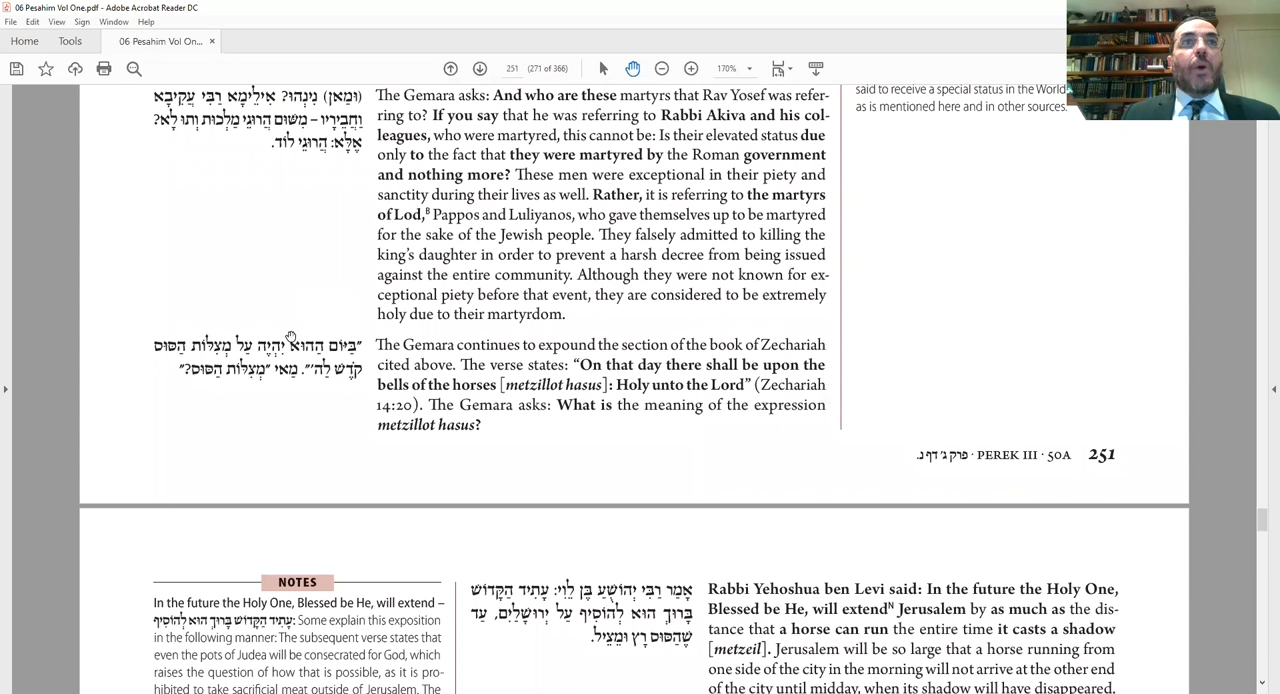 06 Pesahim Vol One.pdf - Adobe Acrobat Reader DC
File Edit View Sign Window Help
Home Tools 06 Pesahim Vol On... ×
251 (271 of 366) 170%
(וּמַאן) נִינְהוּ? אִילֵּימָא רַבִּי עֲקִיבָא
וַחֲבֵירָיו – מִשּׁוּם הֲרוּגֵי מַלְכוּת וְתוּ לָא?
אֶלָּא: הֲרוּגֵי לוֹד.
The Gemara asks: And who are these martyrs that Rav Yosef was refer-
ring to? If you say that he was referring to Rabbi Akiva and his col-
leagues, who were martyred, this cannot be: Is their elevated status due
only to the fact that they were martyred by the Roman government
and nothing more? These men were exceptional in their piety and
sanctity during their lives as well. Rather, it is referring to the martyrs
of Lod,ᴮ Pappos and Luliyanos, who gave themselves up to be martyred
for the sake of the Jewish people. They falsely admitted to killing the
king's daughter in order to prevent a harsh decree from being issued
against the entire community. Although they were not known for ex-
ceptional piety before that event, they are considered to be extremely
holy due to their martyrdom.
said to receive a special status in the World
as is mentioned here and in other sources.
"בַּיּוֹם הַהוּא יִהְיֶה עַל מְצִלּוֹת הַסּוּס
קֹדֶשׁ לַה'". מַאי "מְצִלּוֹת הַסּוּס?"
The Gemara continues to expound the section of the book of Zechariah
cited above. The verse states: "On that day there shall be upon the
bells of the horses [metzillot hasus]: Holy unto the Lord" (Zechariah
14:20). The Gemara asks: What is the meaning of the expression
metzillot hasus?
פרק ג׳ דף נ. · PEREK III · 50A 251
NOTES
In the future the Holy One, Blessed be He, will extend –
עָתִיד הַקָּדוֹשׁ בָּרוּךְ הוּא לְהוֹסִיף: Some explain this exposition
in the following manner: The subsequent verse states that
even the pots of Judea will be consecrated for God, which
raises the question of how that is possible, as it is pro-
hibited to take sacrificial meat outside of Jerusalem. The
אָמַר רַבִּי יְהוֹשֻׁעַ בֶּן לֵוִי: עָתִיד הַקָּדוֹשׁ
בָּרוּךְ הוּא לְהוֹסִיף עַל יְרוּשָׁלַיִם, עַד
שֶׁהַסּוּס רָץ וּמֵצֵיל.
Rabbi Yehoshua ben Levi said: In the future the Holy One,
Blessed be He, will extendᴺ Jerusalem by as much as the dis-
tance that a horse can run the entire time it casts a shadow
[metzeil]. Jerusalem will be so large that a horse running from
one side of the city in the morning will not arrive at the other end
of the city until midday, when its shadow will have disappeared.